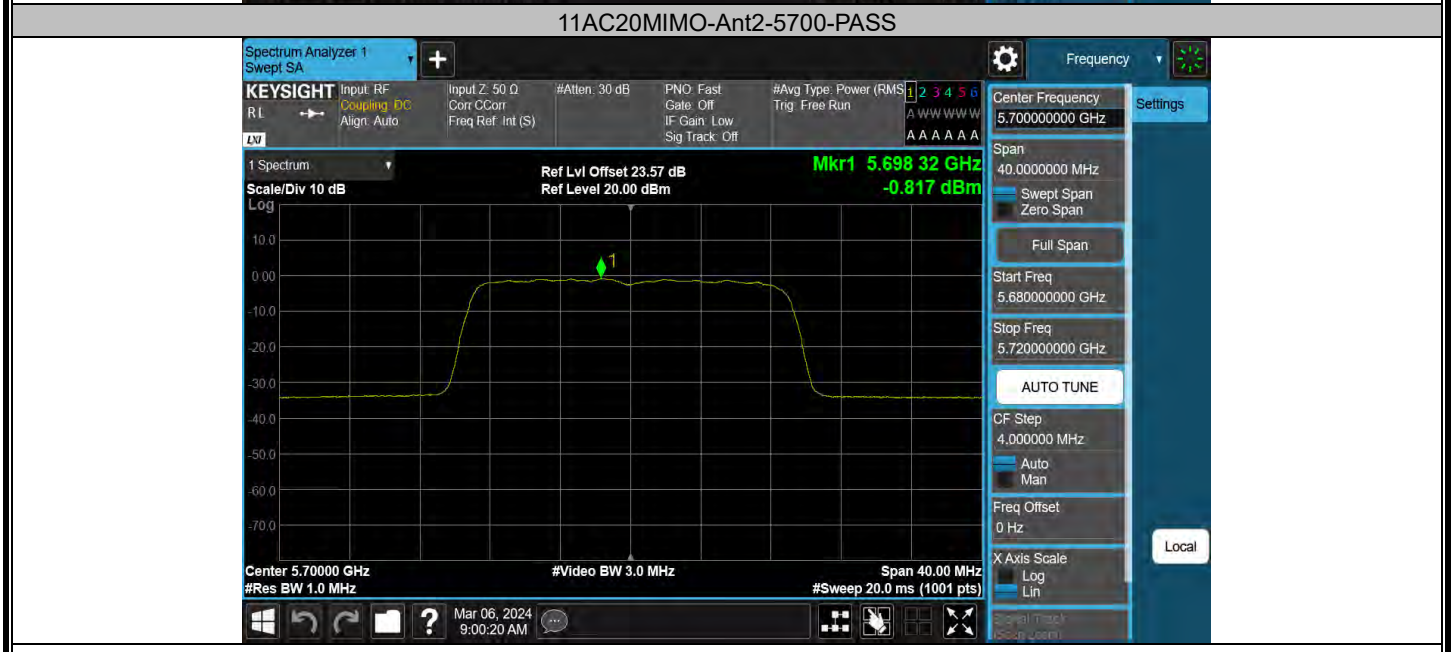 11AC20MIMO-Ant2-5700-PASS
Spectrum Analyzer 1
Swept SA
Frequency
KEYSIGHT
RL
LXI
Input: RF
Coupling: DC
Align: Auto
Input Z: 50 Ω
Corr CCorr
Freq Ref: Int (S)
#Atten: 30 dB
PNO: Fast
Gate: Off
IF Gain: Low
Sig Track: Off
#Avg Type: Power (RMS
Trig: Free Run
1 2 3 4 5 6
A W W W W W
A A A A A A
1 Spectrum
Scale/Div 10 dB
Log
Ref Lvl Offset 23.57 dB
Ref Level 20.00 dBm
Mkr1 5.698 32 GHz
-0.817 dBm
10.0
0.00
-10.0
-20.0
-30.0
-40.0
-50.0
-60.0
-70.0
1
Center 5.70000 GHz
#Res BW 1.0 MHz
#Video BW 3.0 MHz
Span 40.00 MHz
#Sweep 20.0 ms (1001 pts)
Mar 06, 2024
9:00:20 AM
Center Frequency
5.700000000 GHz
Settings
Span
40.0000000 MHz
Swept Span
Zero Span
Full Span
Start Freq
5.680000000 GHz
Stop Freq
5.720000000 GHz
AUTO TUNE
CF Step
4.000000 MHz
Auto
Man
Freq Offset
0 Hz
X Axis Scale
Log
Lin
Signal Track
(Span Zoom)
Local